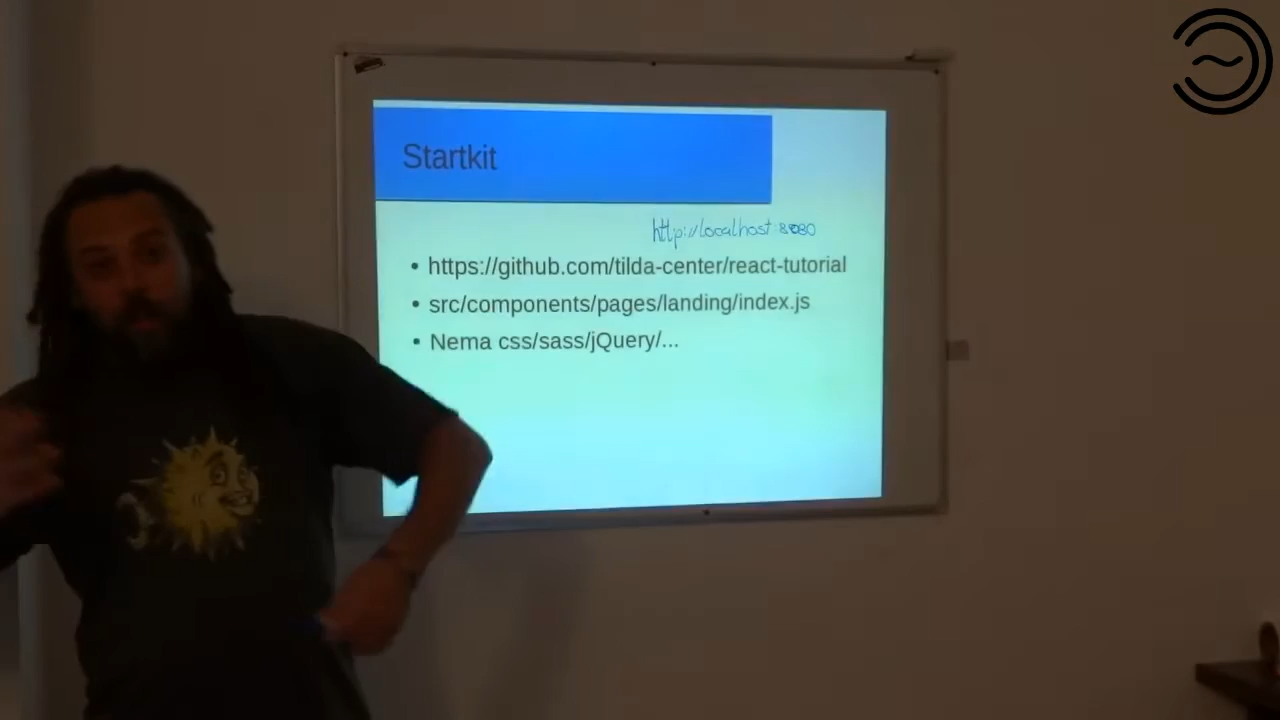 Startkit
http://localhost:8080
• https://github.com/tilda-center/react-tutorial
• src/components/pages/landing/index.js
• Nema css/sass/jQuery/...